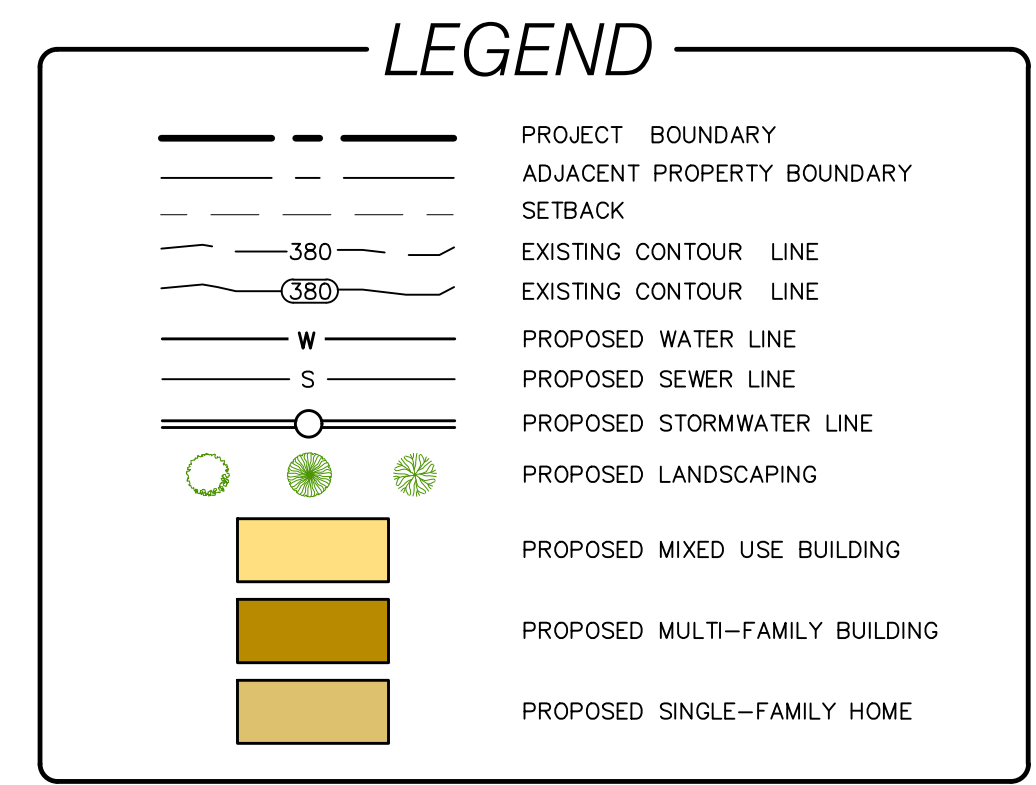 LEGEND
PROJECT BOUNDARY
ADJACENT PROPERTY BOUNDARY
SETBACK
380 EXISTING CONTOUR LINE
380 EXISTING CONTOUR LINE
W PROPOSED WATER LINE
S PROPOSED SEWER LINE
PROPOSED STORMWATER LINE
PROPOSED LANDSCAPING
PROPOSED MIXED USE BUILDING
PROPOSED MULTI-FAMILY BUILDING
PROPOSED SINGLE-FAMILY HOME